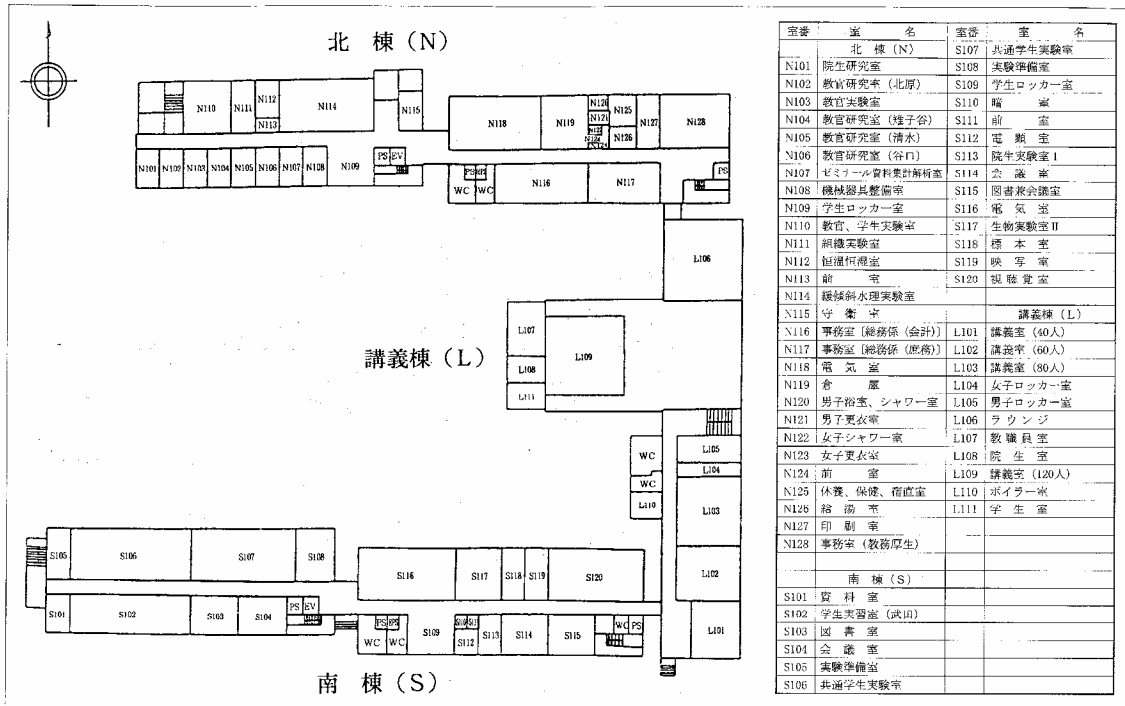 北 棟 (N)
N110
N111
N112
N113
N114
N115
N101
N102
N103
N104
N105
N106
N107
N108
N109
PS
EV
N118
N119
N120
N121
N125
N126
N127
N128
PS
WC
WC
N116
N117
PS
L106
講義棟 (L)
L107
L108
L111
L109
WC
WC
L110
L105
L104
L103
L102
L101
S105
S106
S107
S108
S101
S102
S103
S104
PS
EV
S116
S117
S118
S119
S120
PS
WC
WC
S109
S112
S113
S114
S115
WC
PS
南 棟 (S)
室番 室 名 室番 室 名
北 棟 (N) S107 共通学生実験室
N101 院生研究室 S108 実験準備室
N102 教官研究室 (北原) S109 学生ロッカー室
N103 教官実験室 S110 暗 室
N104 教官研究室 (雉子谷) S111 前 室
N105 教官研究室 (清水) S112 電 顕 室
N106 教官研究室 (谷口) S113 院生実験室 I
N107 ゼミナール資料集計解析室 S114 会 議 室
N108 機械器具整備室 S115 図書兼会議室
N109 学生ロッカー室 S116 電 気 室
N110 教官、学生実験室 S117 生物実験室 II
N111 組織実験室 S118 標 本 室
N112 恒温恒湿室 S119 映 写 室
N113 前 室 S120 視 聴 覚 室
N114 緩傾斜水理実験室
N115 守 衛 室 講義棟 (L)
N116 事務室 [総務係 (会計)] L101 講義室 (40人)
N117 事務室 [総務係 (庶務)] L102 講義室 (60人)
N118 電 気 室 L103 講義室 (80人)
N119 倉 庫 L104 女子ロッカー室
N120 男子浴室、シャワー室 L105 男子ロッカー室
N121 男子更衣室 L106 ラウンジ
N122 女子シャワー室 L107 教 職 員 室
N123 女子更衣室 L108 院 生 室
N124 前 室 L109 講義室 (120人)
N125 休養、保健、宿直室 L110 ボイラー室
N126 給 湯 室 L111 学 生 室
N127 印 刷 室
N128 事務室 (教務厚生)
南 棟 (S)
S101 資 料 室
S102 学生実習室 (武田)
S103 図 書 室
S104 会 議 室
S105 実験準備室
S106 共通学生実験室